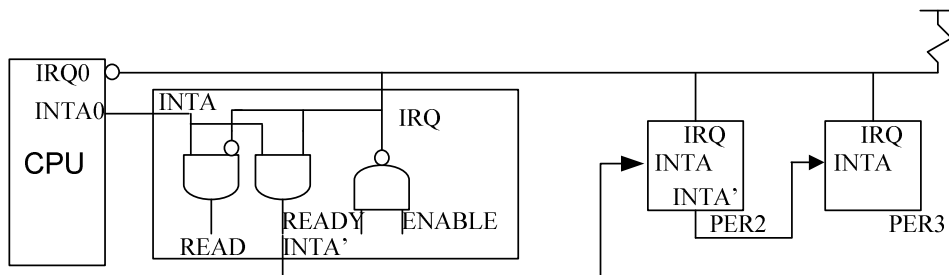 IRQ0
INTA0
CPU
INTA
IRQ
READ
READY
INTA’
ENABLE
IRQ
INTA
INTA’
PER2
IRQ
INTA
PER3